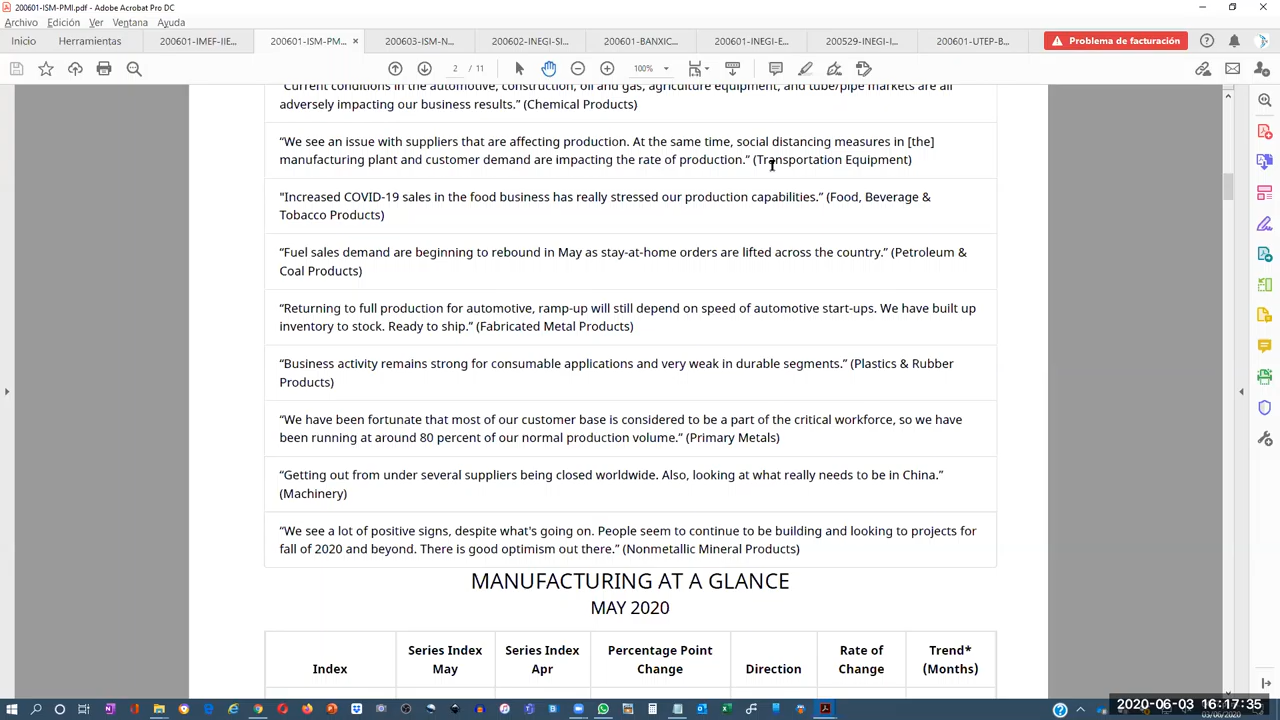 200601-ISM-PMI.pdf - Adobe Acrobat Pro DC
Archivo Edición Ver Ventana Ayuda
Inicio Herramientas 200601-IMEF-IIE... 200601-ISM-PM... × 200603-ISM-N... 200602-INEGI-SI... 200601-BANXIC... 200601-INEGI-E... 200529-INEGI-I... 200601-UTEP-B... Problema de facturación
2 / 11 100%
“Current conditions in the automotive, construction, oil and gas, agriculture equipment, and tube/pipe markets are all
adversely impacting our business results.” (Chemical Products)
“We see an issue with suppliers that are affecting production. At the same time, social distancing measures in [the]
manufacturing plant and customer demand are impacting the rate of production.” (Transportation Equipment)
"Increased COVID-19 sales in the food business has really stressed our production capabilities.” (Food, Beverage &
Tobacco Products)
“Fuel sales demand are beginning to rebound in May as stay-at-home orders are lifted across the country.” (Petroleum &
Coal Products)
“Returning to full production for automotive, ramp-up will still depend on speed of automotive start-ups. We have built up
inventory to stock. Ready to ship.” (Fabricated Metal Products)
“Business activity remains strong for consumable applications and very weak in durable segments.” (Plastics & Rubber
Products)
“We have been fortunate that most of our customer base is considered to be a part of the critical workforce, so we have
been running at around 80 percent of our normal production volume.” (Primary Metals)
“Getting out from under several suppliers being closed worldwide. Also, looking at what really needs to be in China.”
(Machinery)
“We see a lot of positive signs, despite what's going on. People seem to continue to be building and looking to projects for
fall of 2020 and beyond. There is good optimism out there.” (Nonmetallic Mineral Products)
MANUFACTURING AT A GLANCE
MAY 2020
Series Index Series Index Percentage Point Rate of Trend*
Index May Apr Change Direction Change (Months)
2020-06-03 16:17:35
03/06/2020